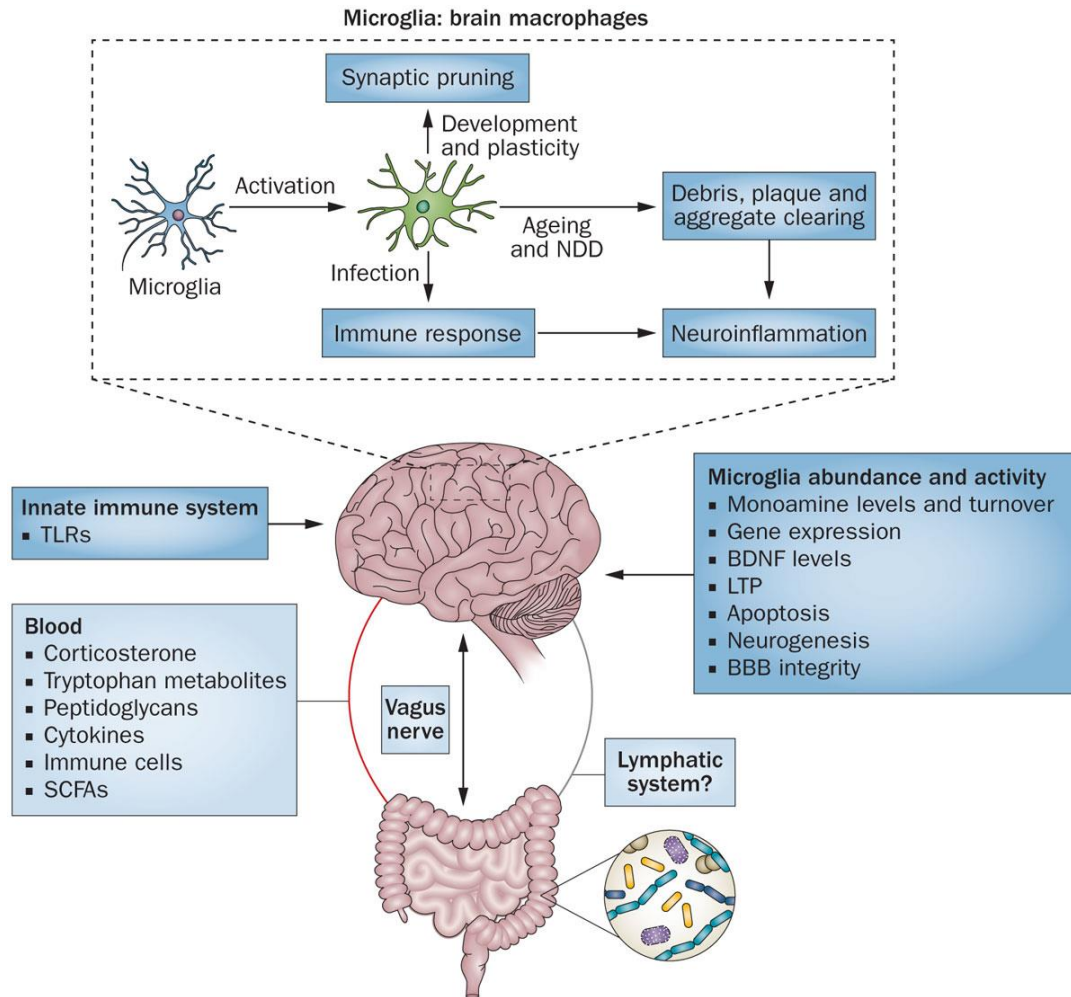 Microglia: brain macrophages
Synaptic pruning
Development
and plasticity
Activation
Debris, plaque and
aggregate clearing
Ageing
and NDD
Infection
Microglia
Immune response
Neuroinflammation
Innate immune system
▪ TLRs
Microglia abundance and activity
▪ Monoamine levels and turnover
▪ Gene expression
▪ BDNF levels
▪ LTP
▪ Apoptosis
▪ Neurogenesis
▪ BBB integrity
Blood
▪ Corticosterone
▪ Tryptophan metabolites
▪ Peptidoglycans
▪ Cytokines
▪ Immune cells
▪ SCFAs
Vagus
nerve
Lymphatic
system?